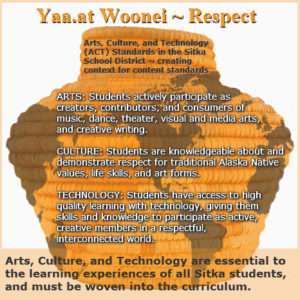 Yaa.at Woonei ~ Respect
Arts, Culture, and Technology
(ACT) Standards in the Sitka
School District ~ creating
context for content standards
ARTS: Students actively participate as
creators, contributors, and consumers of
music, dance, theater, visual and media arts,
and creative writing.
CULTURE: Students are knowledgeable about and
demonstrate respect for traditional Alaska Native
values, life skills, and art forms.
TECHNOLOGY: Students have access to high
quality learning with technology, giving them
skills and knowledge to participate as active,
creative members in a respectful,
interconnected world.
Arts, Culture, and Technology are essential to
the learning experiences of all Sitka students,
and must be woven into the curriculum.